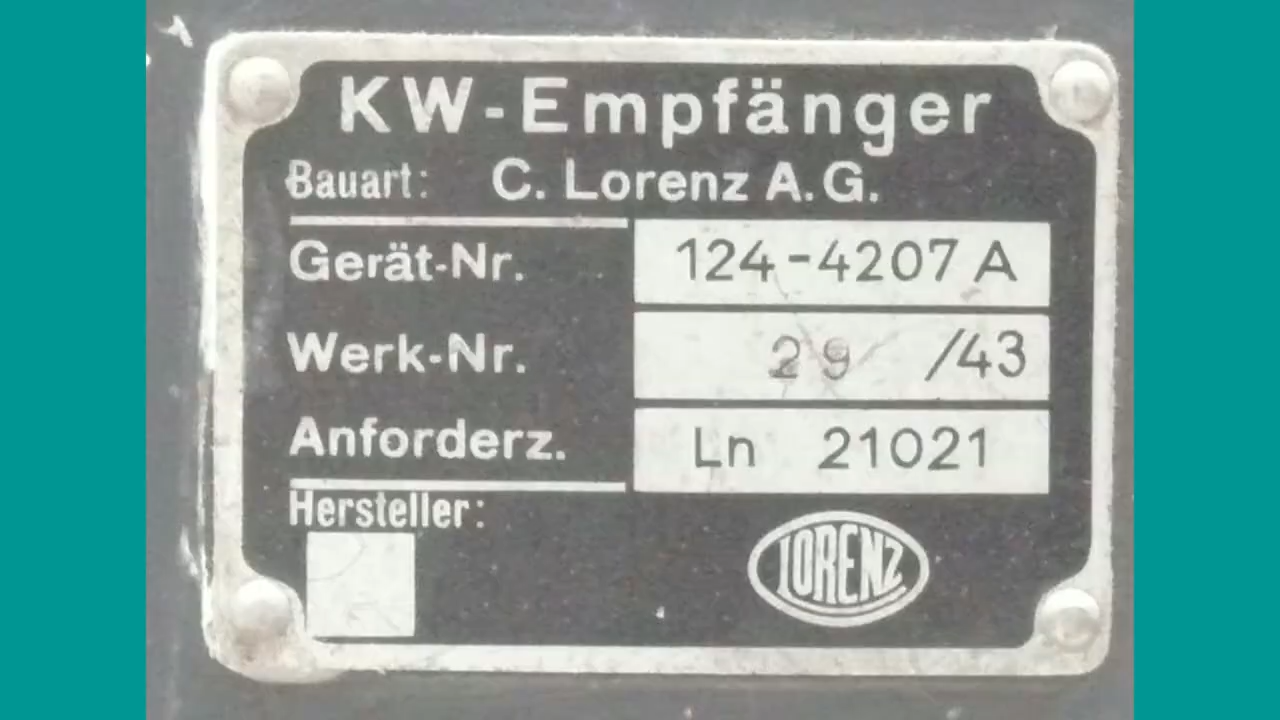 KW-Empfänger
Bauart: C. Lorenz A.G.
Gerät-Nr. 124-4207 A
Werk-Nr. 29 /43
Anforderz. Ln 21021
Hersteller:
LORENZ